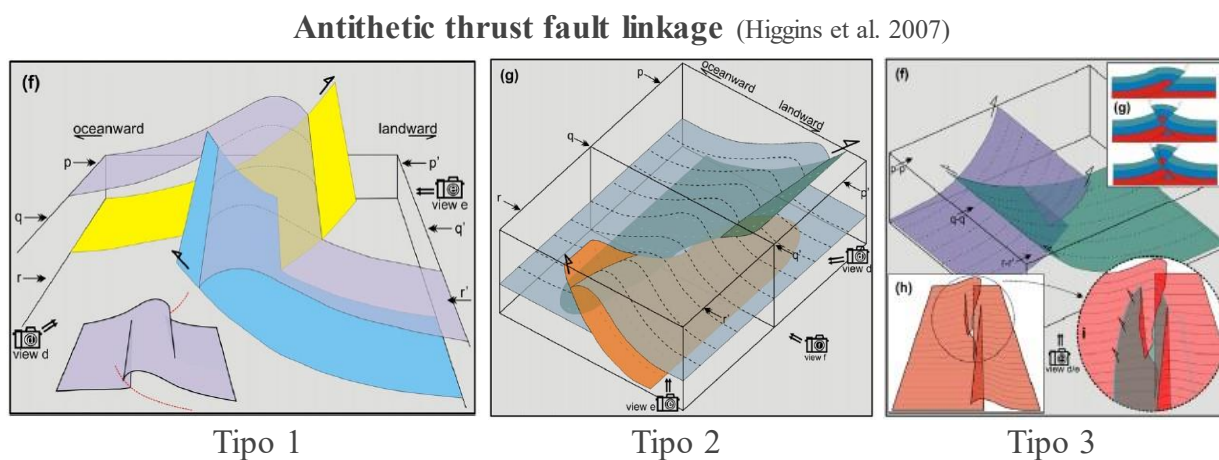 Antithetic thrust fault linkage (Higgins et al. 2007)
(f)
oceanward
landward
p
p'
view e
q
q'
r
r'
view d
(g)
p
oceanward
landward
q
r
p'
q'
view d
r'
view f
view e
(f)
(g)
p-p'
q-q'
r-r'
(h)
i
view d/e
Tipo 1
Tipo 2
Tipo 3